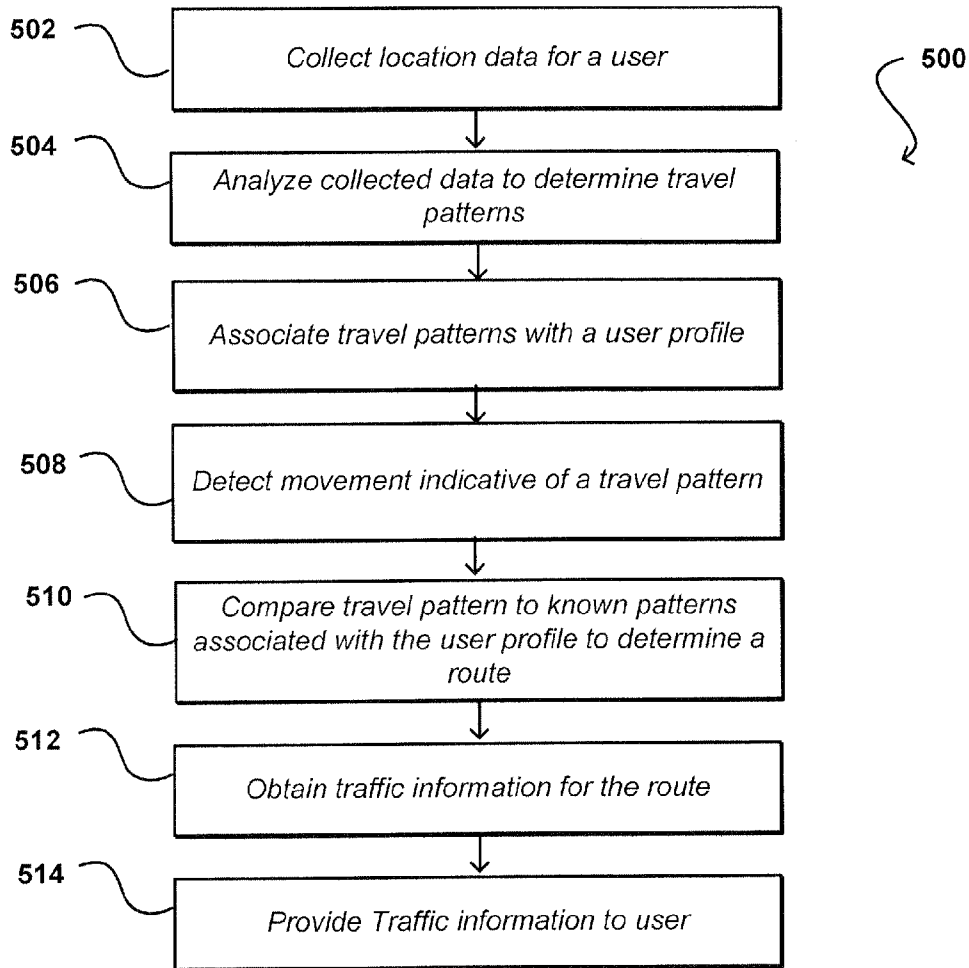 502
Collect location data for a user
500
504
Analyze collected data to determine travel
patterns
506
Associate travel patterns with a user profile
508
Detect movement indicative of a travel pattern
510
Compare travel pattern to known patterns
associated with the user profile to determine a
route
512
Obtain traffic information for the route
514
Provide Traffic information to user